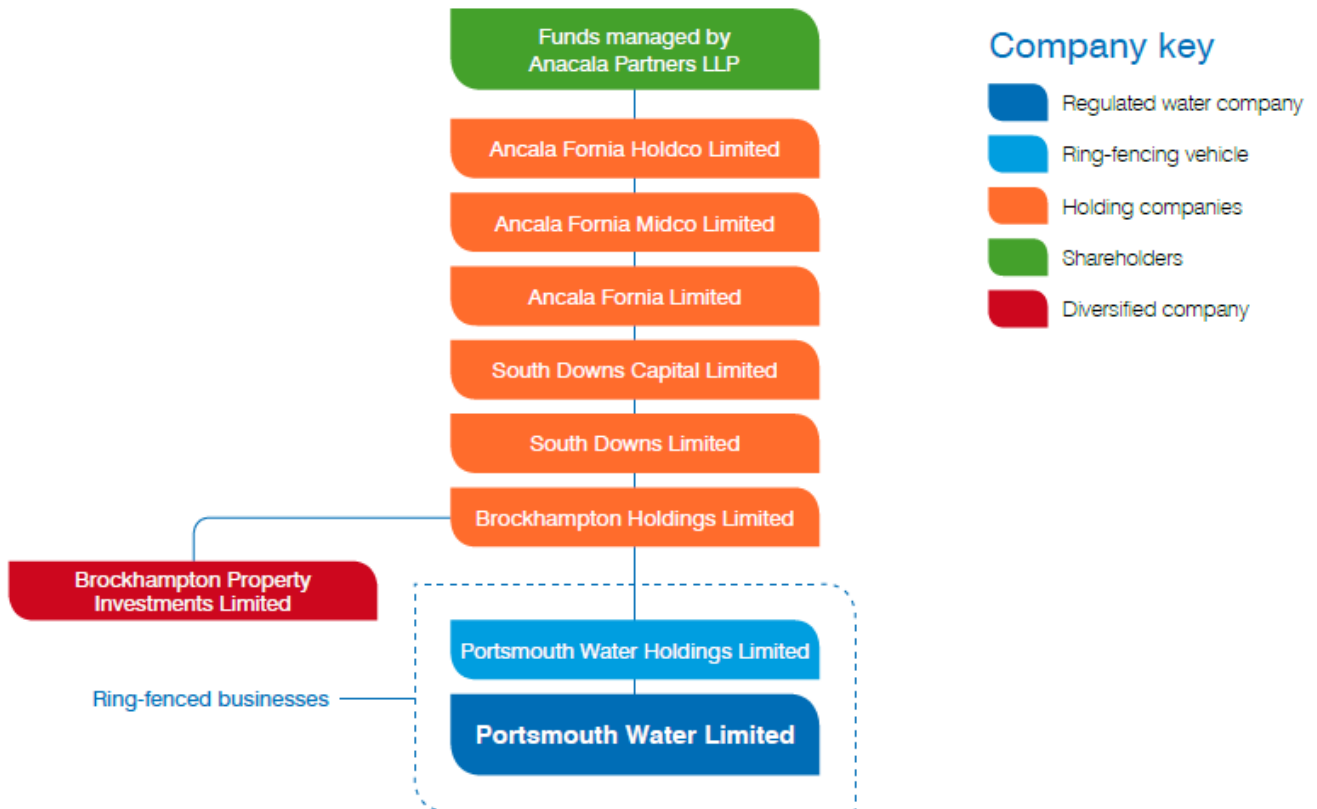 Funds managed by
Anacala Partners LLP
Ancala Fornia Holdco Limited
Ancala Fornia Midco Limited
Ancala Fornia Limited
South Downs Capital Limited
South Downs Limited
Brockhampton Holdings Limited
Brockhampton Property
Investments Limited
Portsmouth Water Holdings Limited
Ring-fenced businesses
Portsmouth Water Limited
Company key
Regulated water company
Ring-fencing vehicle
Holding companies
Shareholders
Diversified company